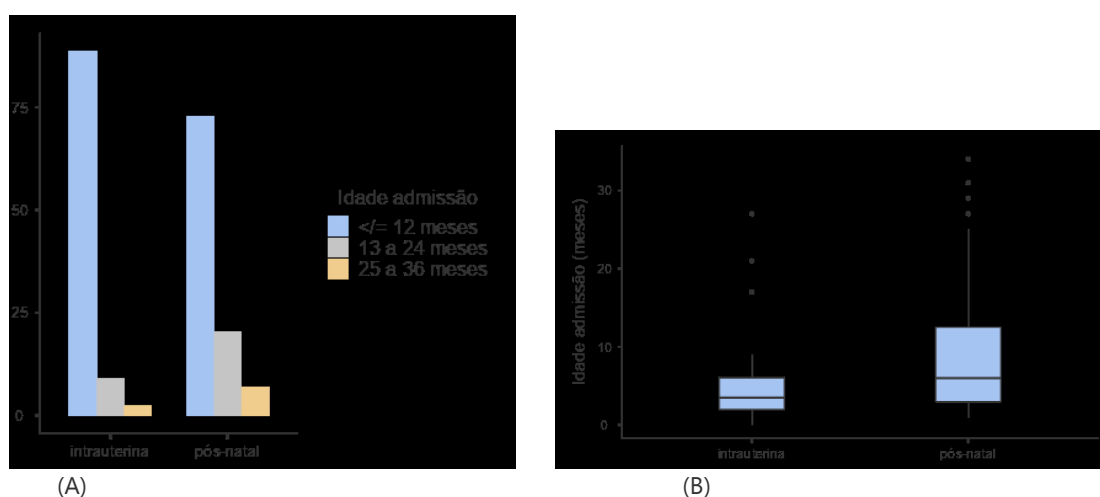 75
50
25
0
intrauterina
pós-natal
Idade admissão
</= 12 meses
13 a 24 meses
25 a 36 meses
(A)
Idade admissão (meses)
30
20
10
0
intrauterina
pós-natal
(B)